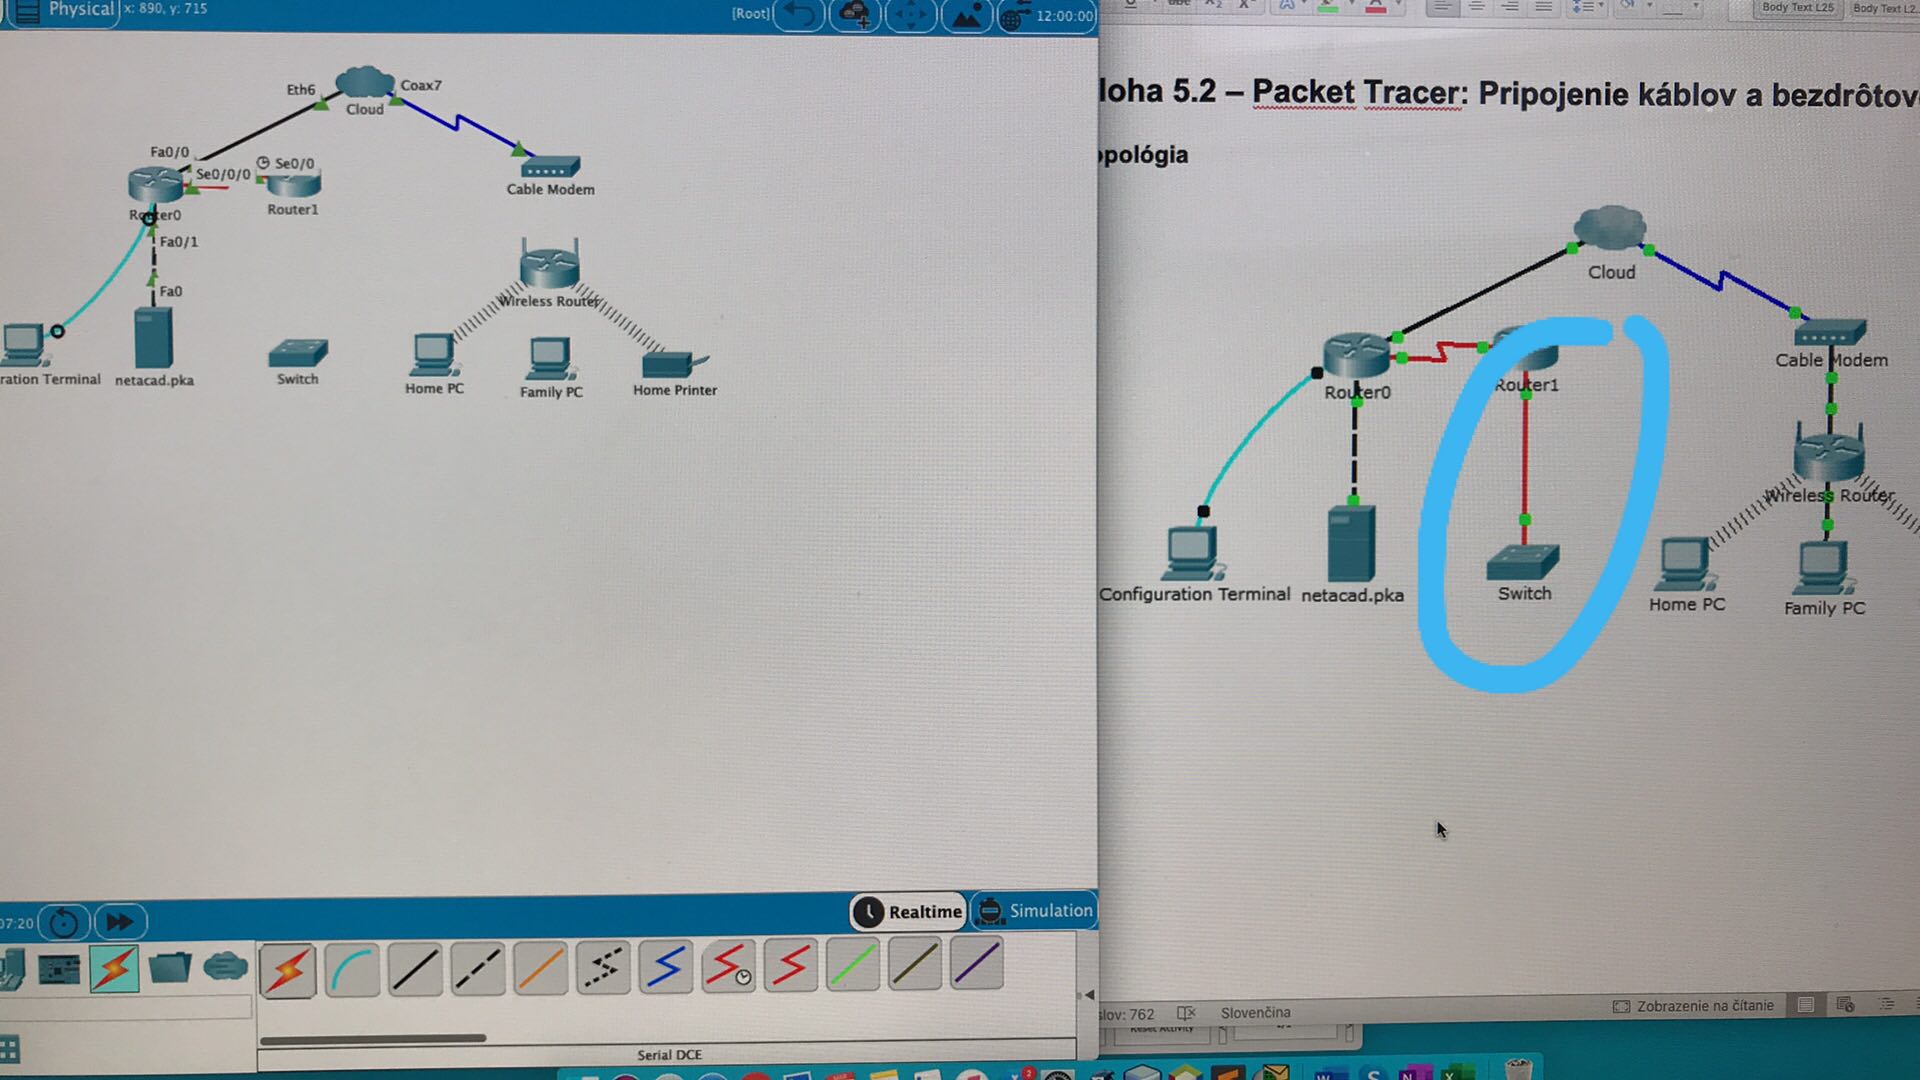 Physical
x: 890, y: 715
[Root]
12:00:00
Eth6
Coax7
Cloud
Fa0/0
Se0/0/0
Se0/0
Router0
Router1
Cable Modem
Fa0/1
Fa0
Wireless Router
ration Terminal
netacad.pka
Switch
Home PC
Family PC
Home Printer
07:20
Realtime
Simulation
Serial DCE
Body Text L25
Body Text L2
loha 5.2 – Packet Tracer: Pripojenie káblov a bezdrôtov
opológia
Cloud
Router0
Router1
Cable Modem
Wireless Router
Configuration Terminal
netacad.pka
Switch
Home PC
Family PC
slov: 762
Slovenčina
Zobrazenie na čítanie
Reset Activity